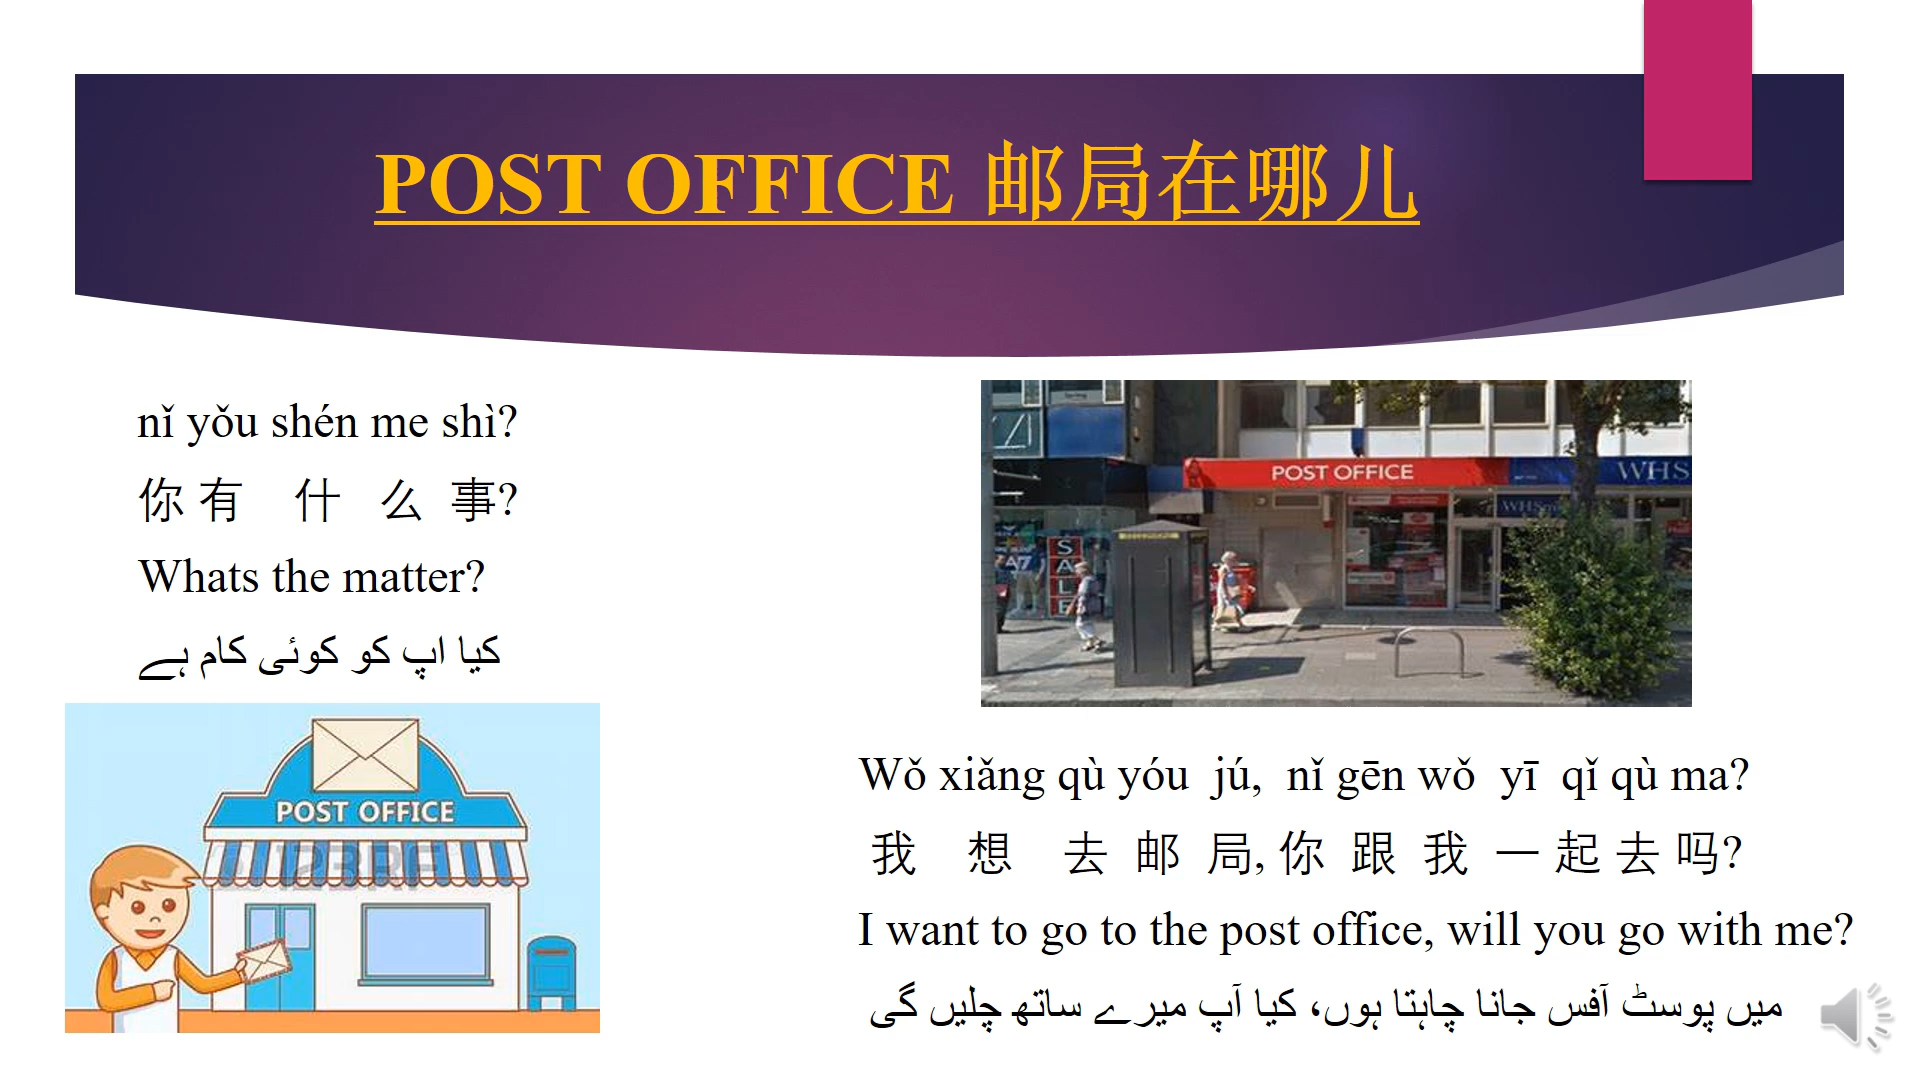 POST OFFICE 邮局在哪儿
nǐ yǒu shén me shì?
你 有 什 么 事?
Whats the matter?
کیا اپ کو کوئی کام ہے
POST OFFICE
123RF
POST OFFICE
WHS
WHSm
SALE
Wǒ xiǎng qù yóu jú, nǐ gēn wǒ yī qǐ qù ma?
我 想 去 邮 局, 你 跟 我 一 起 去 吗?
I want to go to the post office, will you go with me?
میں پوسٹ آفس جانا چاہتا ہوں، کیا آپ میرے ساتھ چلیں گی